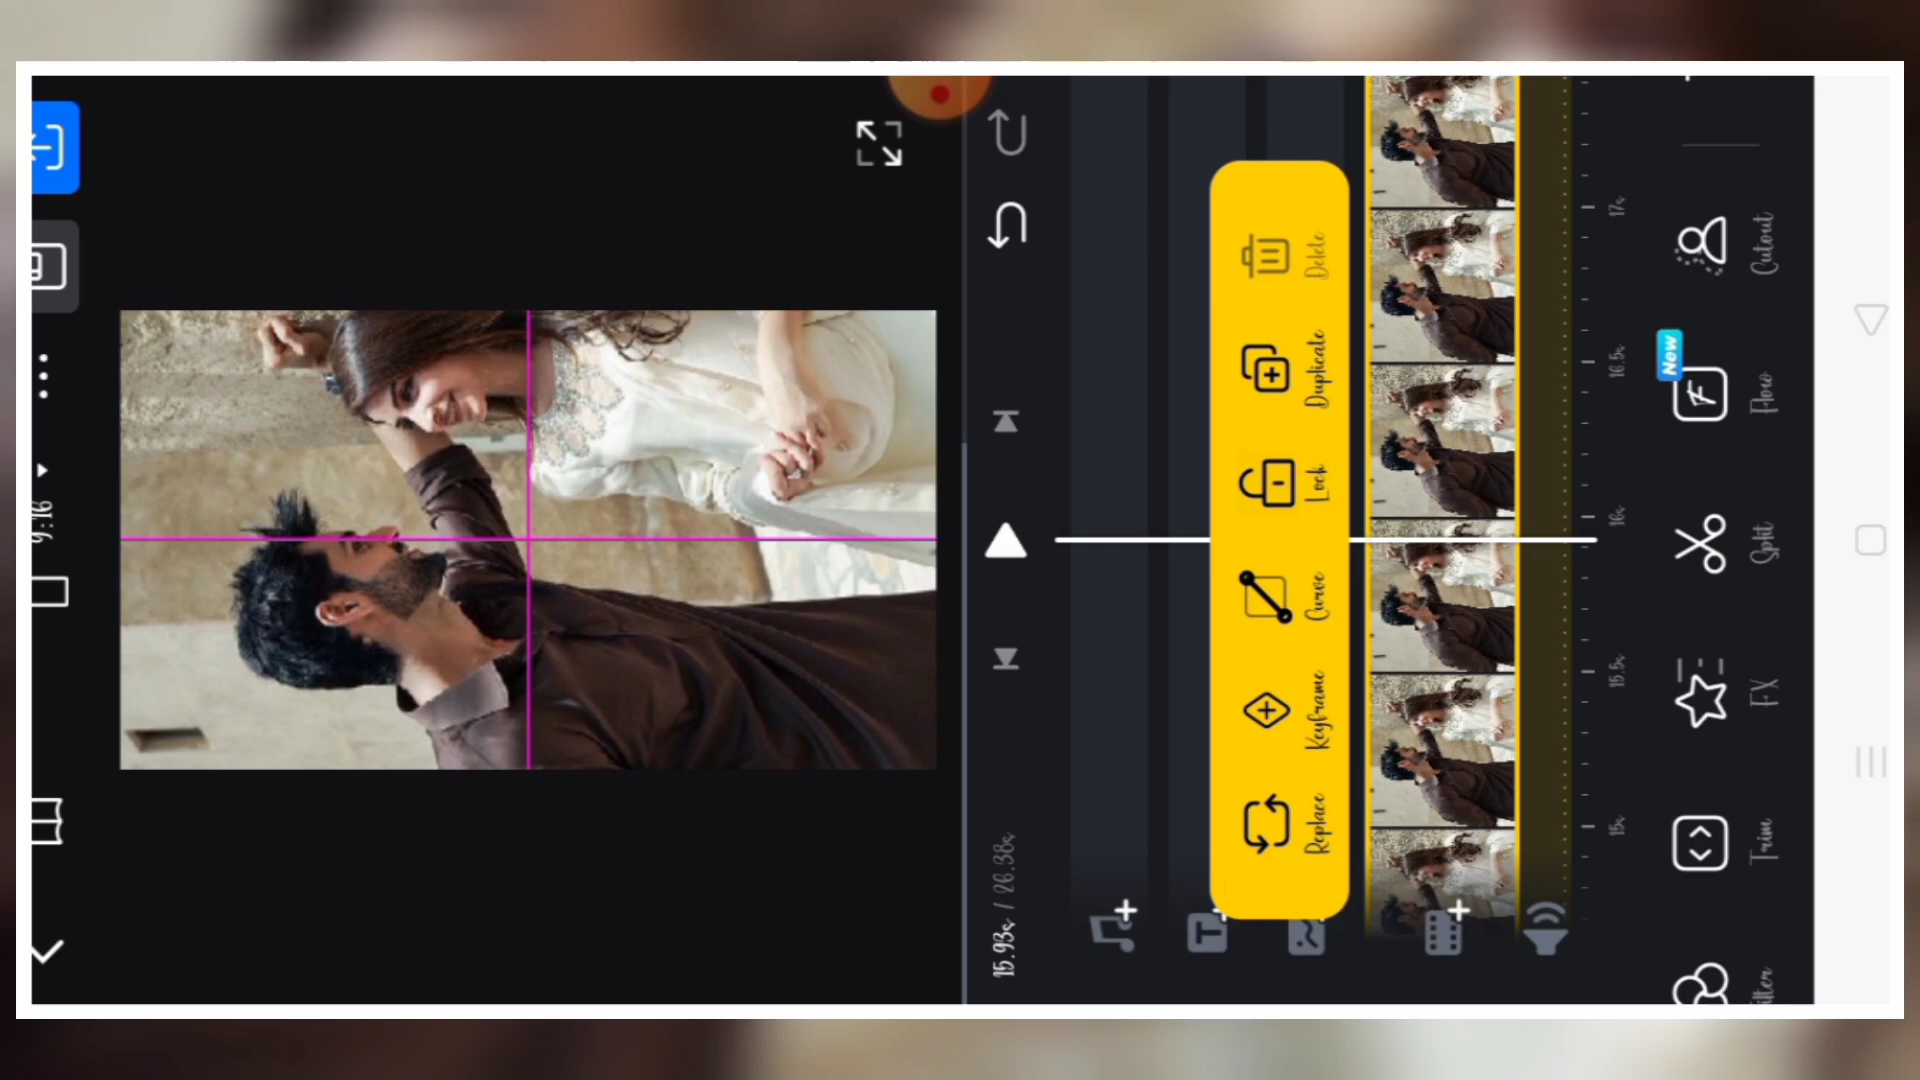 9:16
15.93s / 26.38s
Replace
Keyframe
Curve
Lock
Duplicate
Delete
15s
15.5s
16s
16.5s
17s
New
Trim
FX
Split
Flow
Cutout